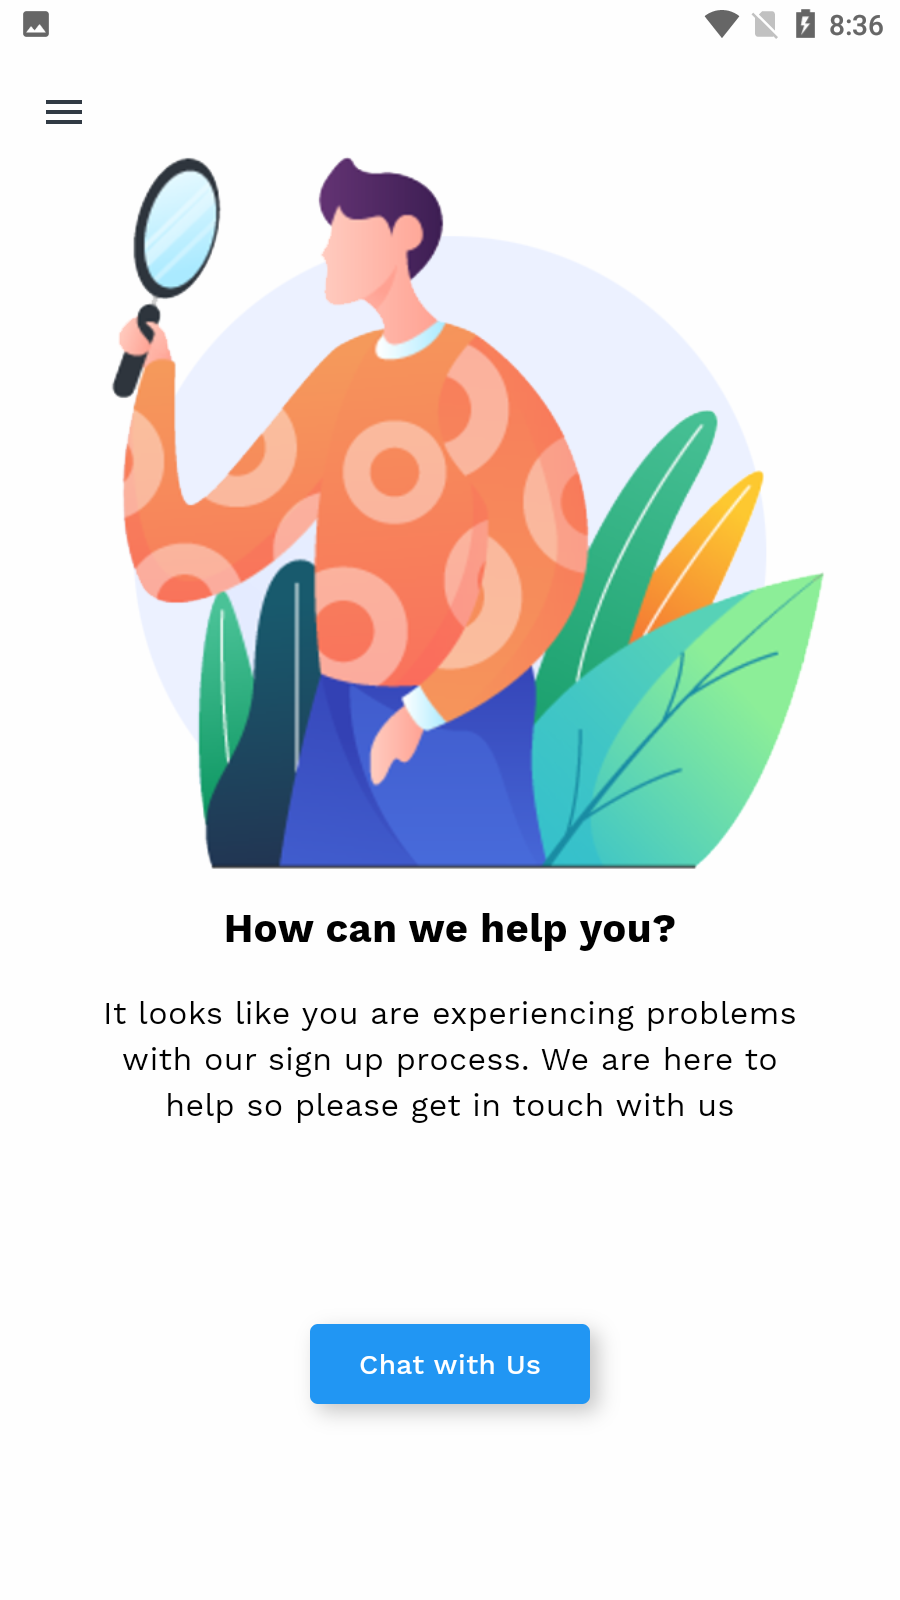 8:36
How can we help you?
It looks like you are experiencing problems
with our sign up process. We are here to
help so please get in touch with us
Chat with Us